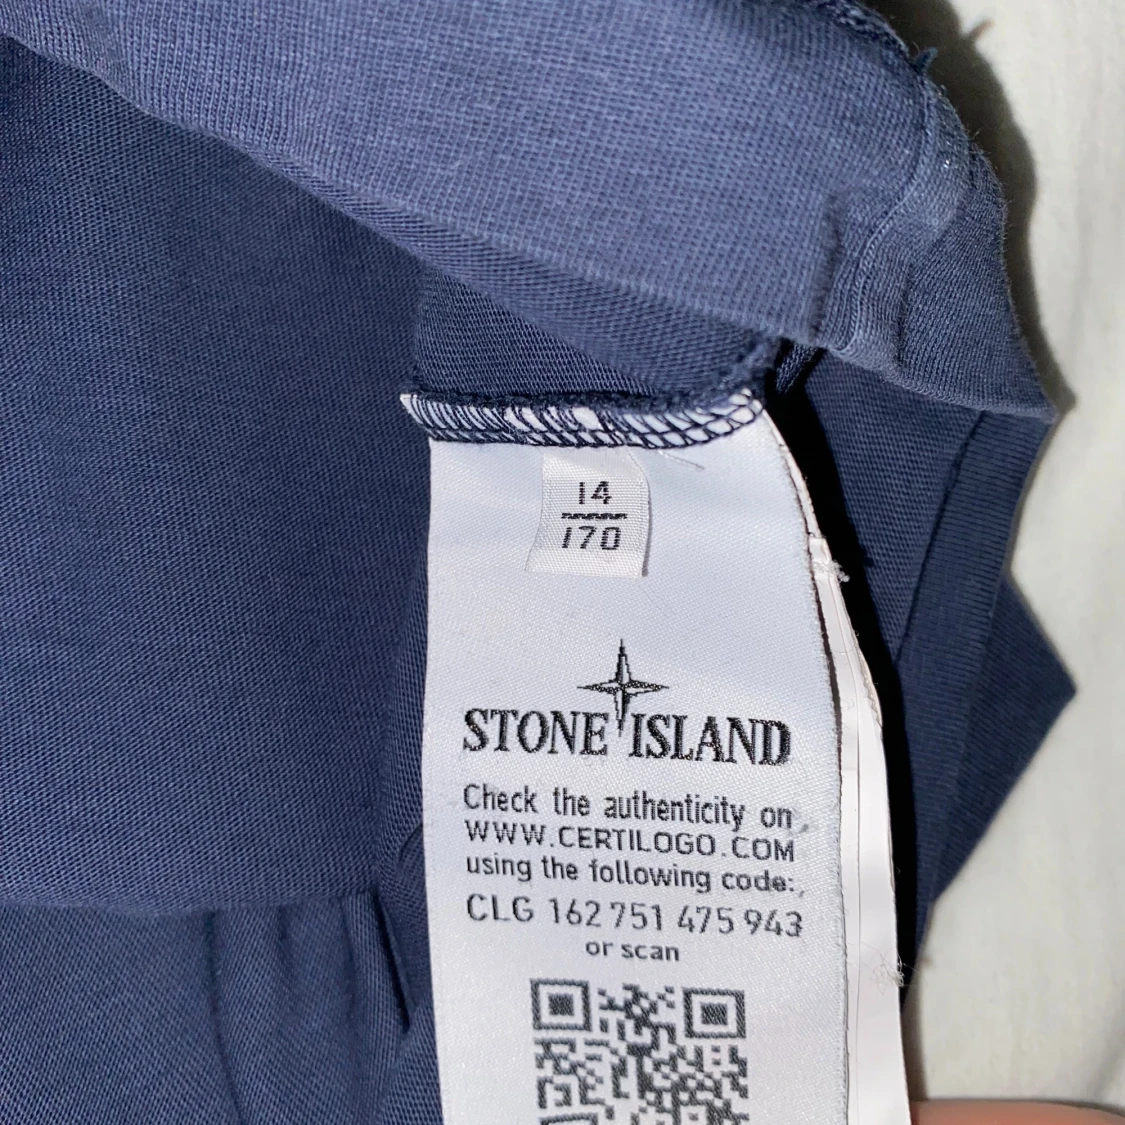 14
170
STONE ISLAND
Check the authenticity on
WWW.CERTILOGO.COM
using the following code:
CLG 162 751 475 943
or scan